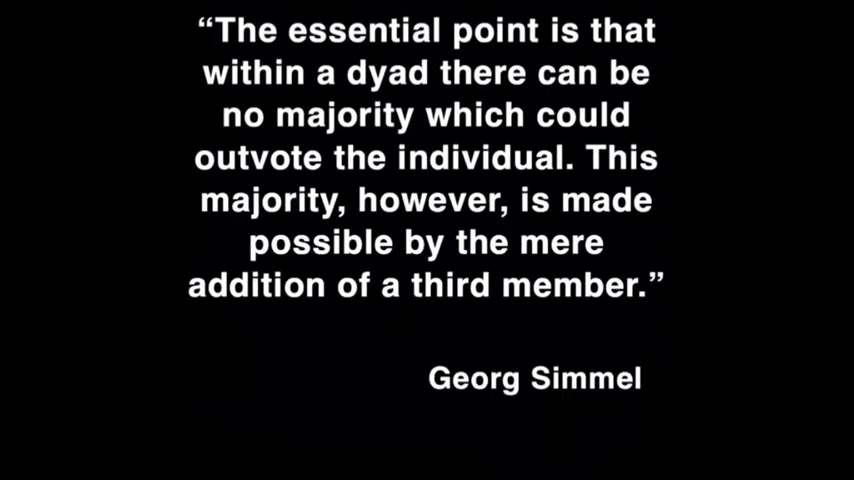 “The essential point is that
within a dyad there can be
no majority which could
outvote the individual. This
majority, however, is made
possible by the mere
addition of a third member.”
Georg Simmel